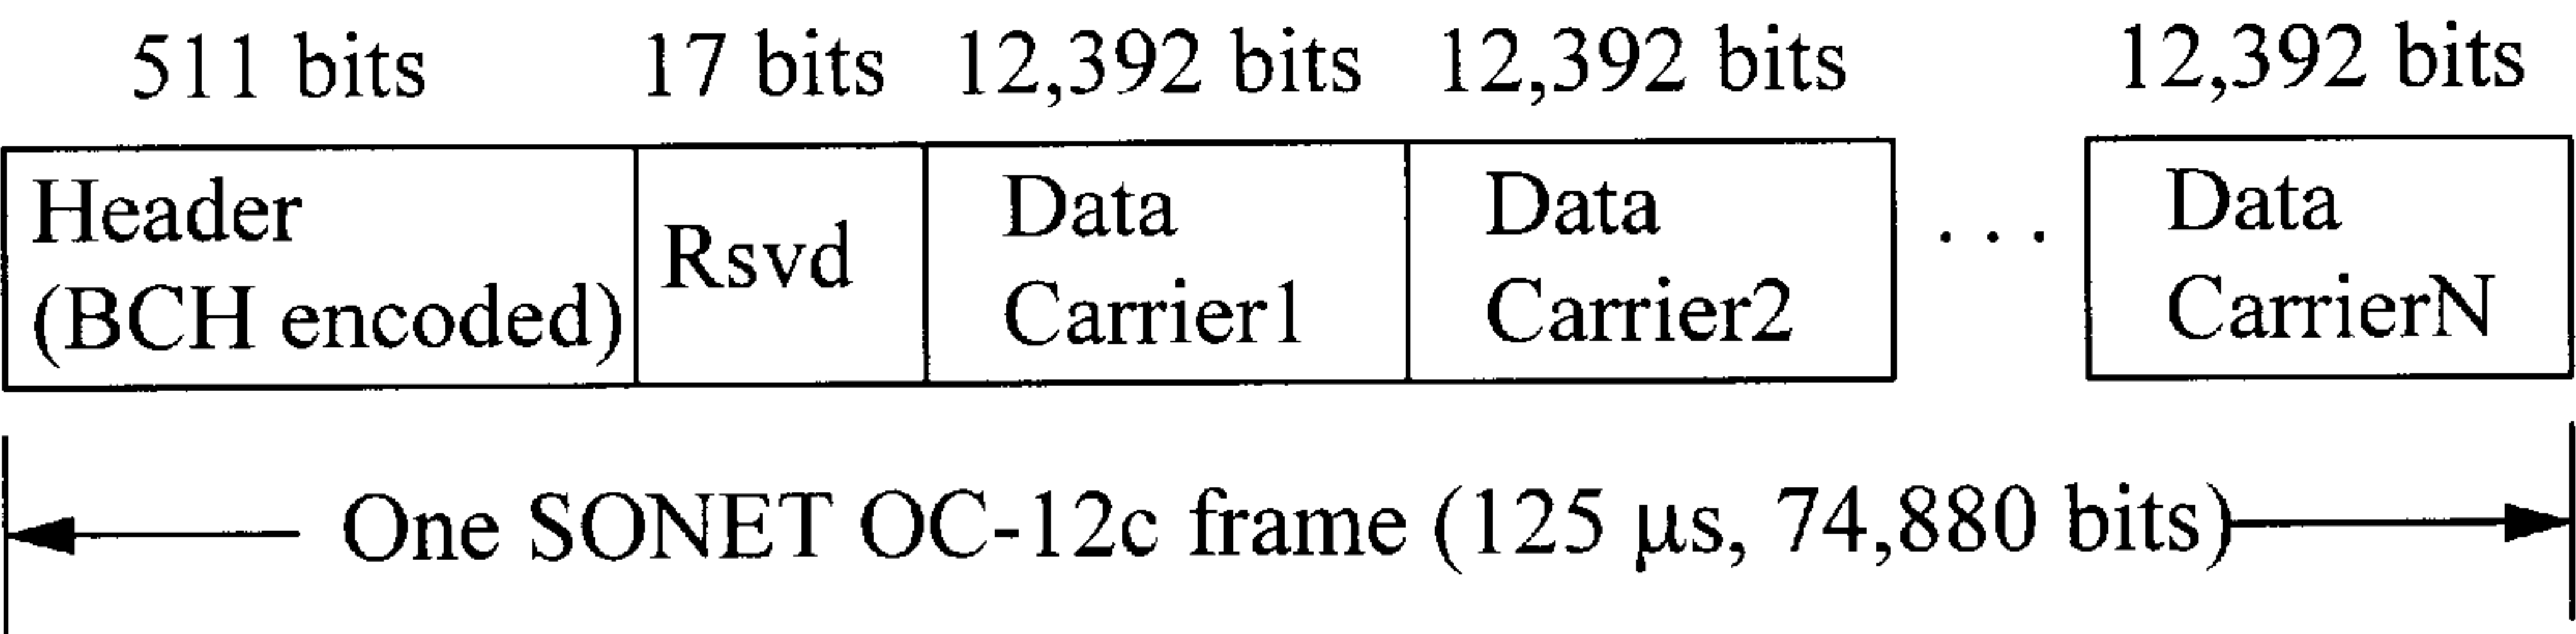 511 bits 17 bits 12,392 bits 12,392 bits 12,392 bits
Header Data Data Data
Rsvd . . .
(BCH encoded) Carrier1 Carrier2 CarrierN
One SONET OC-12c frame (125 μs, 74,880 bits)